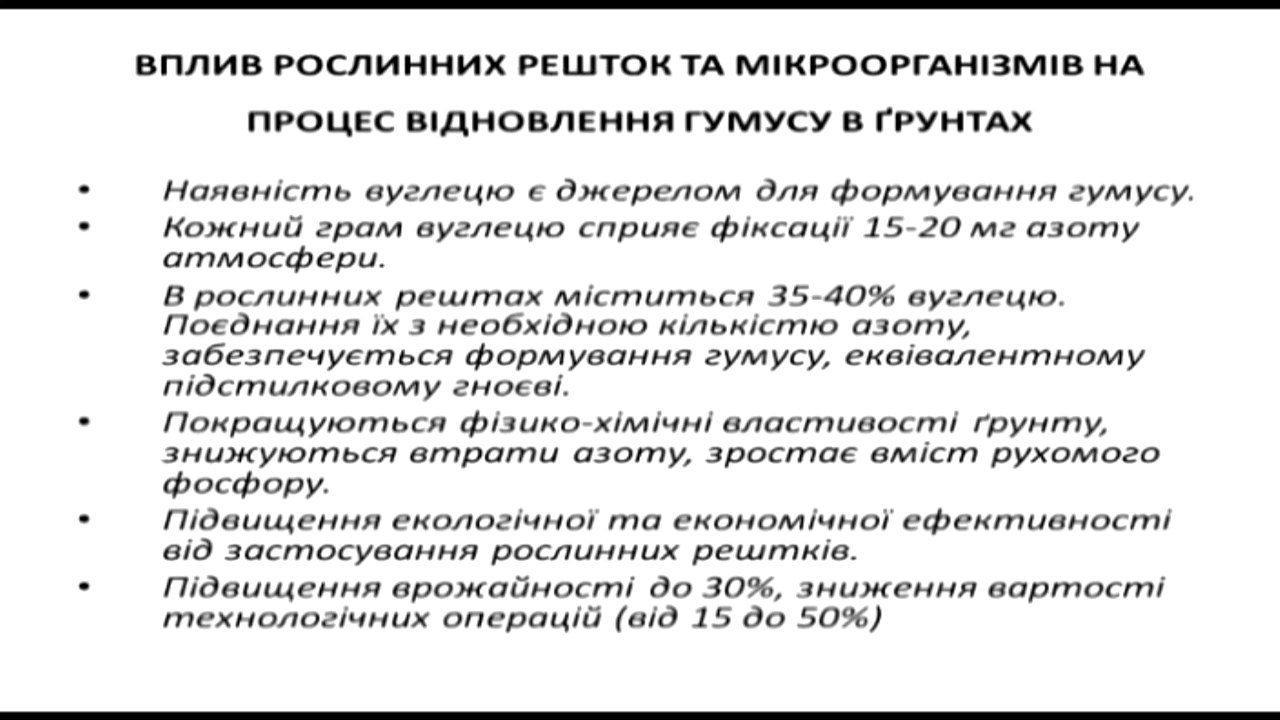 ВПЛИВ РОСЛИННИХ РЕШТОК ТА МІКРООРГАНІЗМІВ НА
ПРОЦЕС ВІДНОВЛЕННЯ ГУМУСУ В ҐРУНТАХ
• Наявність вуглецю є джерелом для формування гумусу.
• Кожний грам вуглецю сприяє фіксації 15-20 мг азоту
атмосфери.
• В рослинних рештах міститься 35-40% вуглецю.
Поєднання їх з необхідною кількістю азоту,
забезпечується формування гумусу, еквівалентному
підстилковому гноєві.
• Покращуються фізико-хімічні властивості ґрунту,
знижуються втрати азоту, зростає вміст рухомого
фосфору.
• Підвищення екологічної та економічної ефективності
від застосування рослинних рештків.
• Підвищення врожайності до 30%, зниження вартості
технологічних операцій (від 15 до 50%)